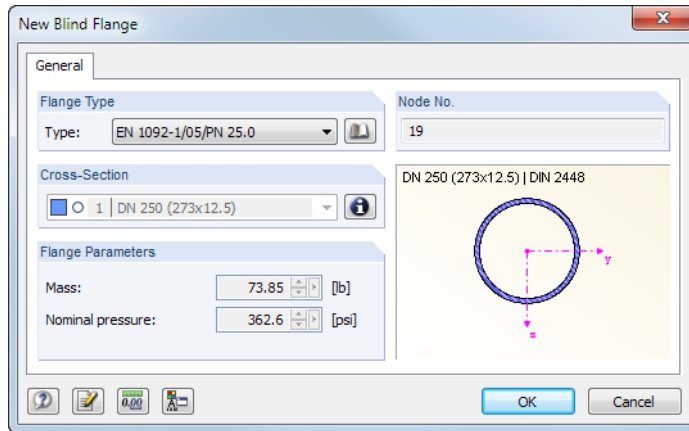 New Blind Flange
General
Flange Type
Type: EN 1092-1/05/PN 25.0
Node No.
19
Cross-Section
1 DN 250 (273x12.5)
DN 250 (273x12.5) | DIN 2448
y
z
Flange Parameters
Mass: 73.85 [lb]
Nominal pressure: 362.6 [psi]
0.00
OK Cancel